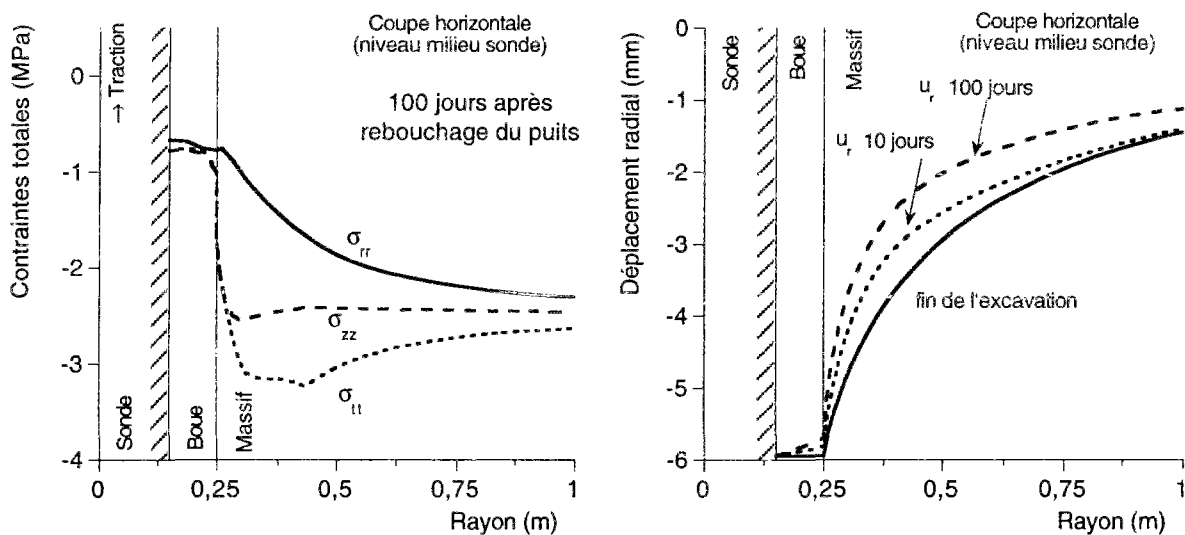 Coupe horizontale
(niveau milieu sonde)
100 jours après
rebouchage du puits
Contraintes totales (MPa)
→ Traction
0
-1
-2
-3
-4
σrr
σzz
σtt
Sonde
Boue
Massif
0
0,25
0,5
0,75
1
Rayon (m)
Coupe horizontale
(niveau milieu sonde)
Sonde
Boue
Massif
Déplacement radial (mm)
0
-1
-2
-3
-4
-5
-6
ur 100 jours
ur 10 jours
fin de l'excavation
0
0,25
0,5
0,75
1
Rayon (m)